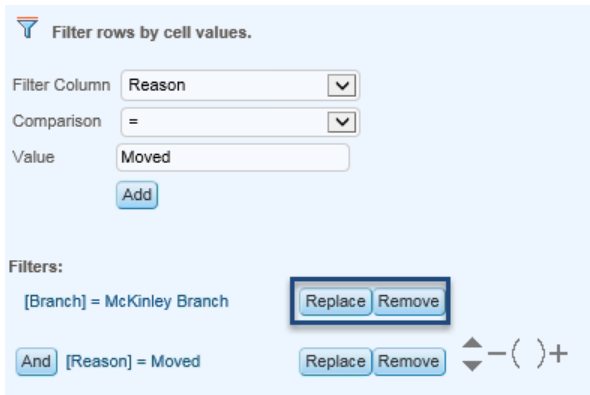 Filter rows by cell values.
Filter Column Reason
Comparison =
Value Moved
Add
Filters:
[Branch] = McKinley Branch Replace Remove
And [Reason] = Moved Replace Remove −( )+